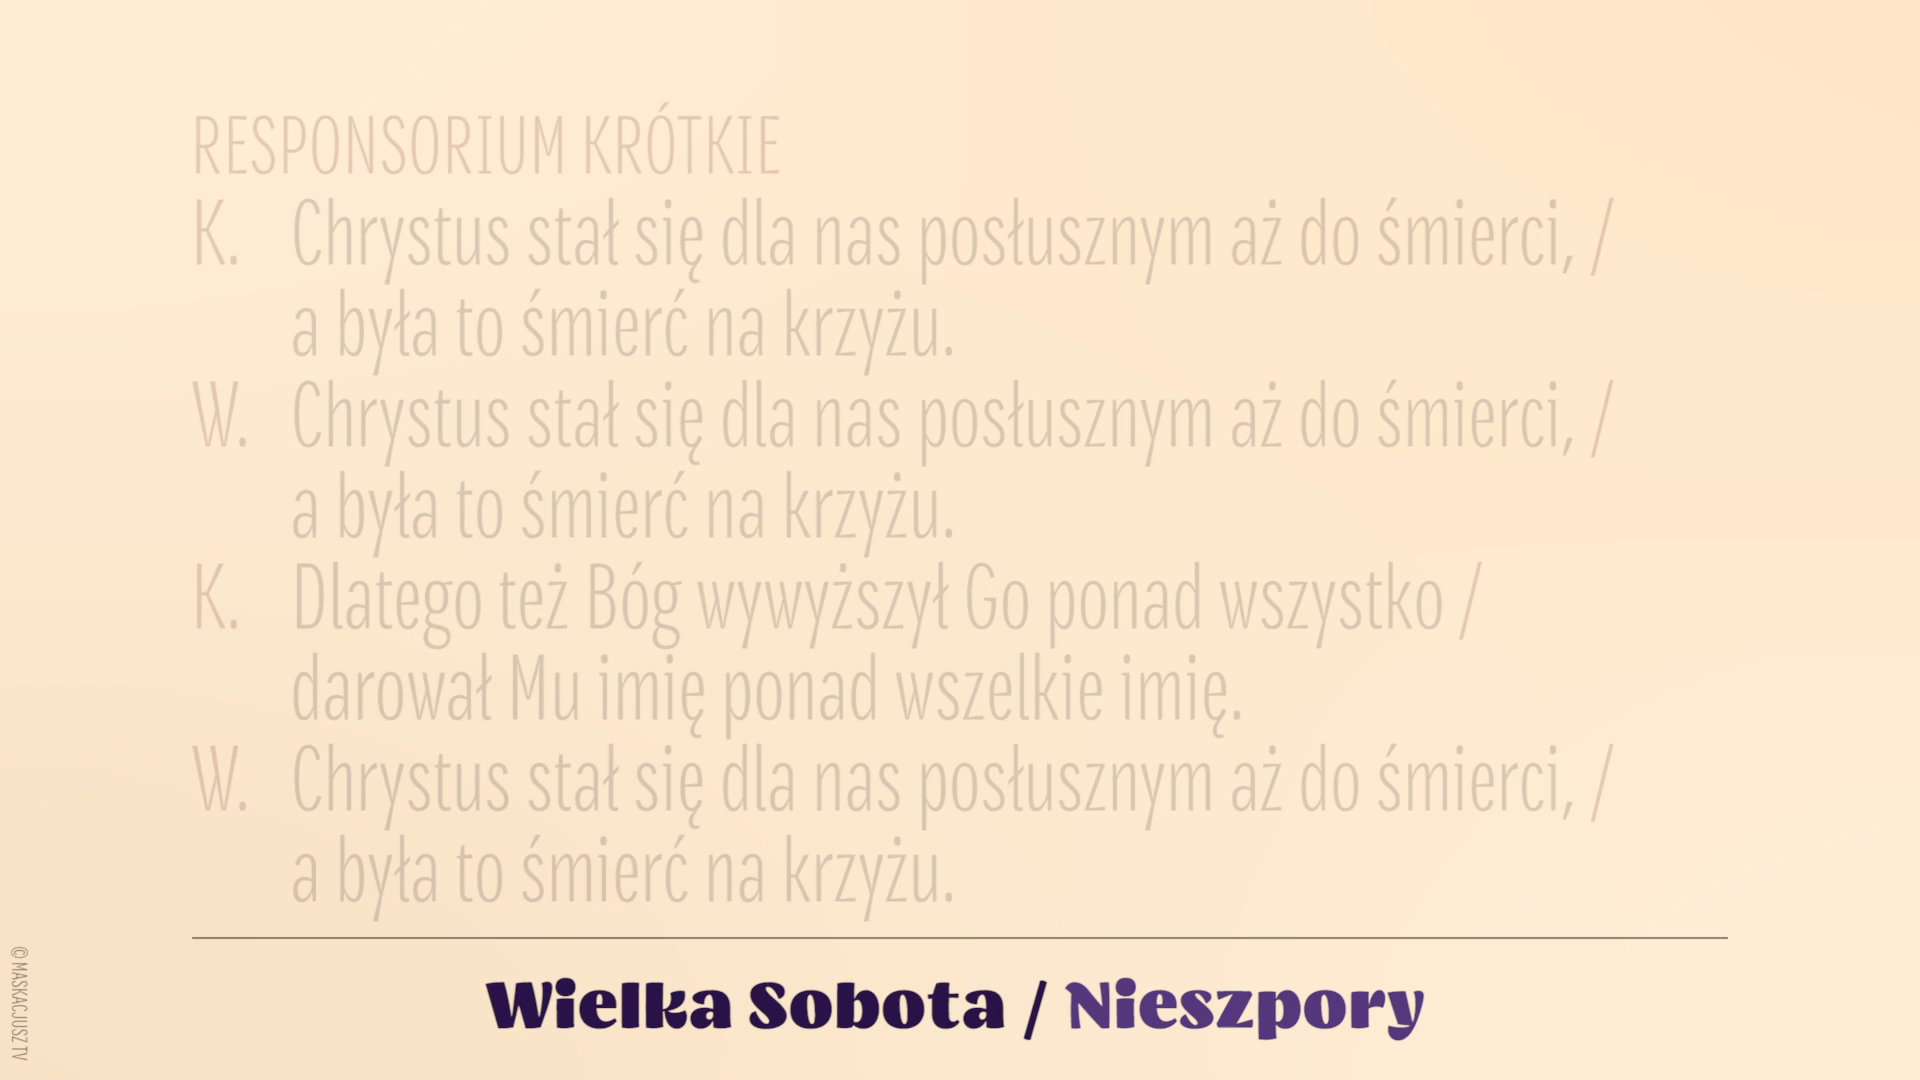 RESPONSORIUM KRÓTKIE
K. Chrystus stał się dla nas posłusznym aż do śmierci, /
a była to śmierć na krzyżu.
W. Chrystus stał się dla nas posłusznym aż do śmierci, /
a była to śmierć na krzyżu.
K. Dlatego też Bóg wywyższył Go ponad wszystko /
darował Mu imię ponad wszelkie imię.
W. Chrystus stał się dla nas posłusznym aż do śmierci, /
a była to śmierć na krzyżu.
Wielka Sobota / Nieszpory
© MASKACJUSZ TV